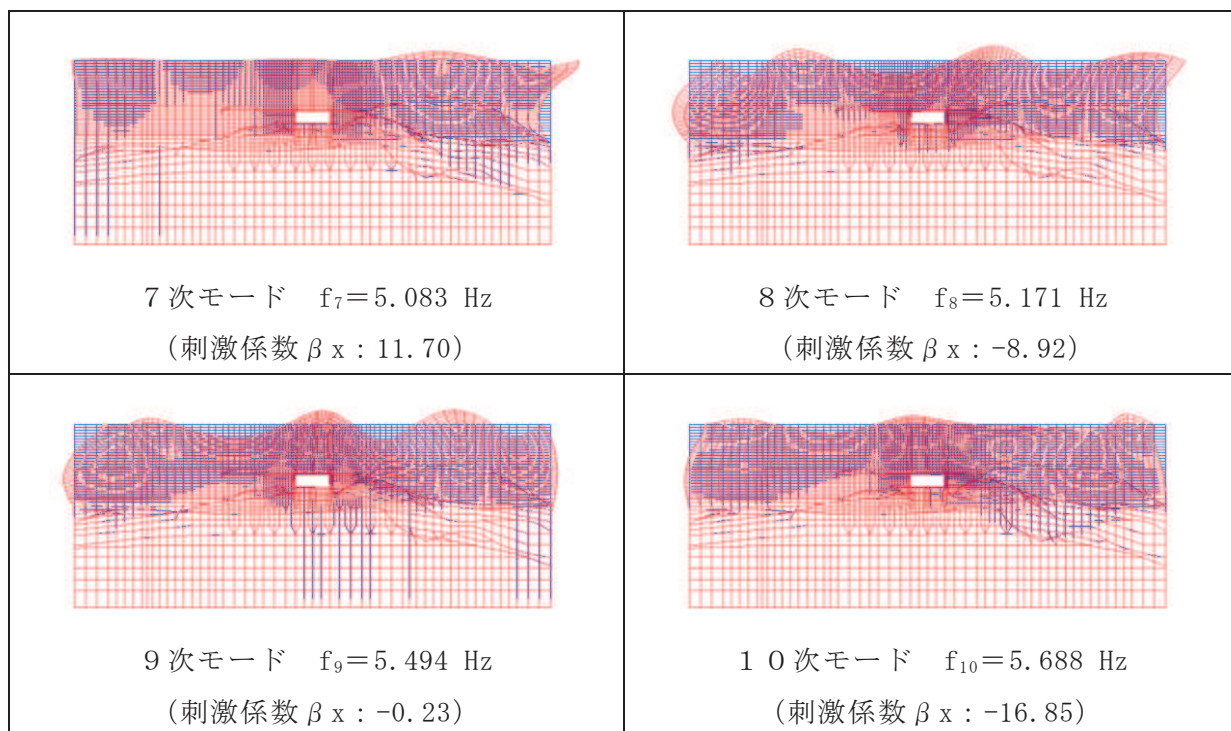 7次モード f₇＝5.083 Hz
(刺激係数βx：11.70)
8次モード f₈＝5.171 Hz
(刺激係数βx：-8.92)
9次モード f₉＝5.494 Hz
(刺激係数βx：-0.23)
１０次モード f₁₀＝5.688 Hz
(刺激係数βx：-16.85)